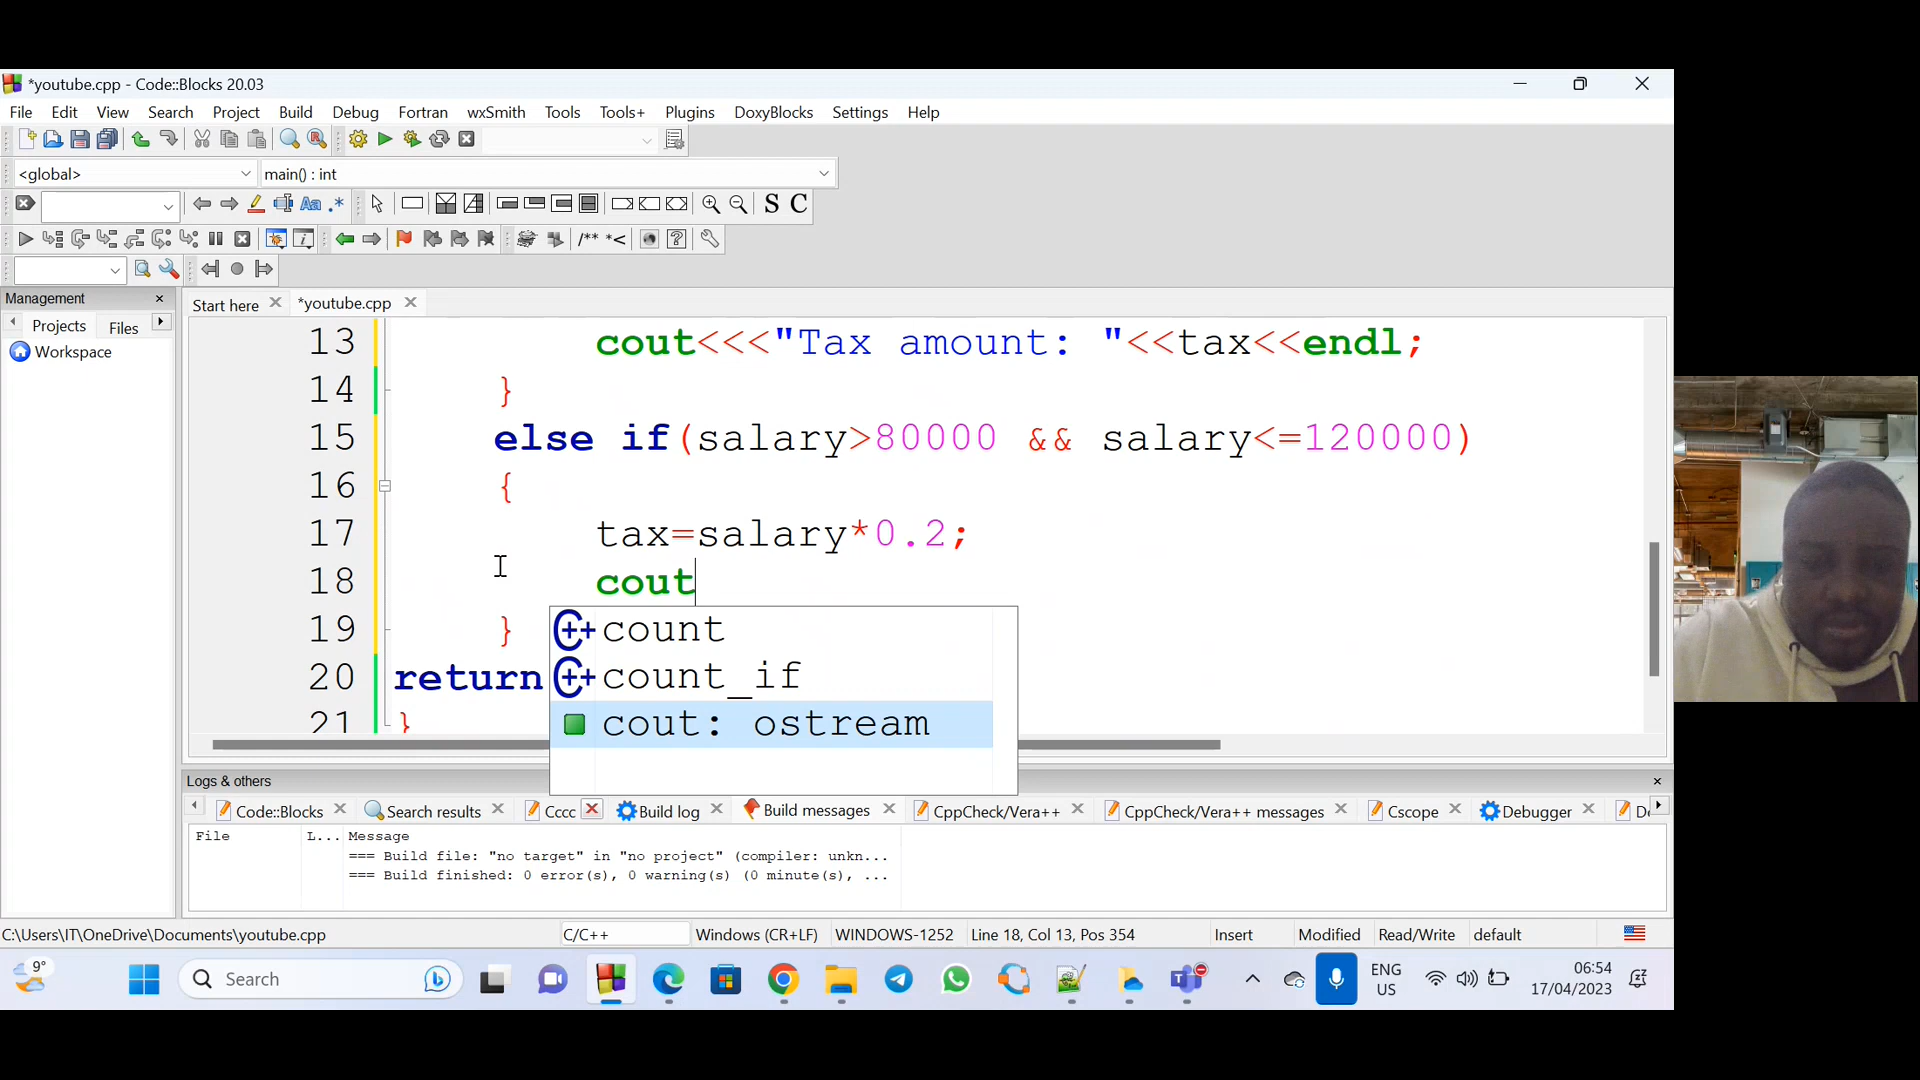 *youtube.cpp - Code::Blocks 20.03
File Edit View Search Project Build Debug Fortran wxSmith Tools Tools+ Plugins DoxyBlocks Settings Help
<global> main() : int
Aa .* S C
/** *<
Management
Start here *youtube.cpp
Projects Files
Workspace
13 cout<<<"Tax amount: "<<tax<<endl;
14 }
15 else if(salary>80000 && salary<=120000)
16 {
17 tax=salary*0.2;
18 cout
19 }
20 return
21 }
count
count_if
cout: ostream
Logs & others
Code::Blocks Search results Cccc Build log Build messages CppCheck/Vera++ CppCheck/Vera++ messages Cscope Debugger
File L... Message
=== Build file: "no target" in "no project" (compiler: unkn...
=== Build finished: 0 error(s), 0 warning(s) (0 minute(s), ...
C:\Users\IT\OneDrive\Documents\youtube.cpp C/C++ Windows (CR+LF) WINDOWS-1252 Line 18, Col 13, Pos 354 Insert Modified Read/Write default
9° Search ENG US 06:54 17/04/2023